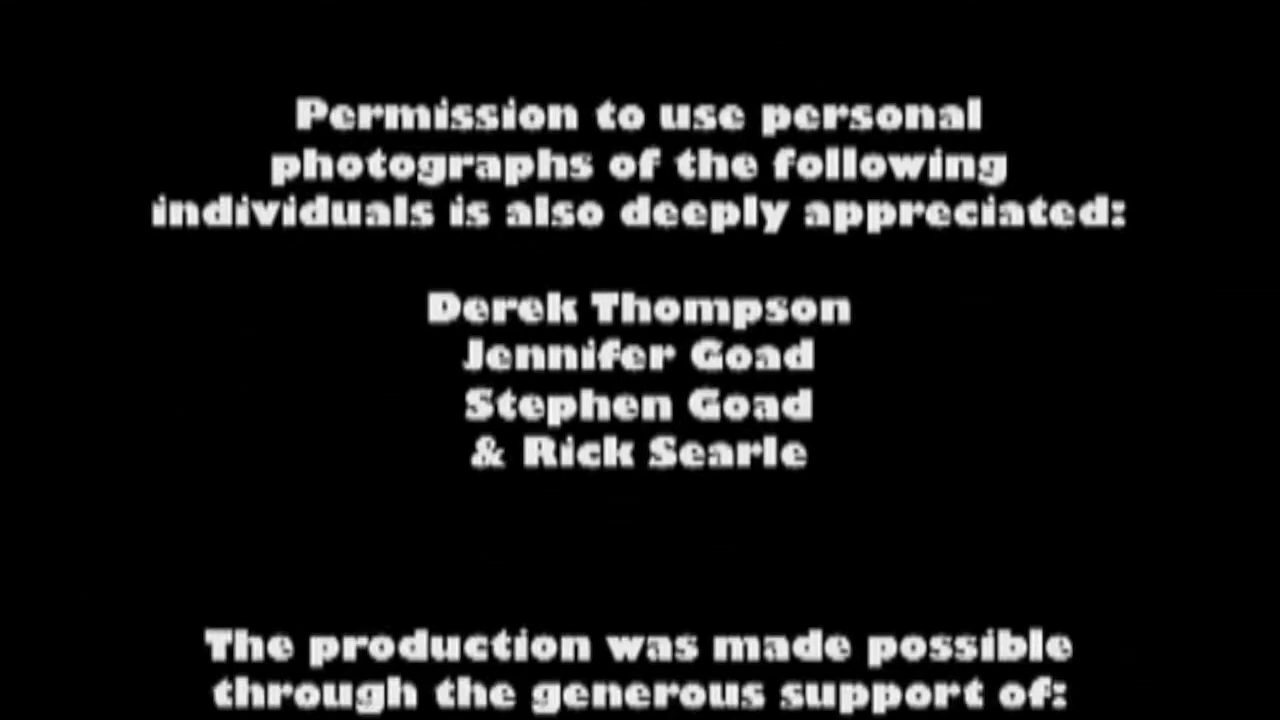 Permission to use personal
photographs of the following
individuals is also deeply appreciated:
Derek Thompson
Jennifer Goad
Stephen Goad
& Rick Searle
The production was made possible
through the generous support of: